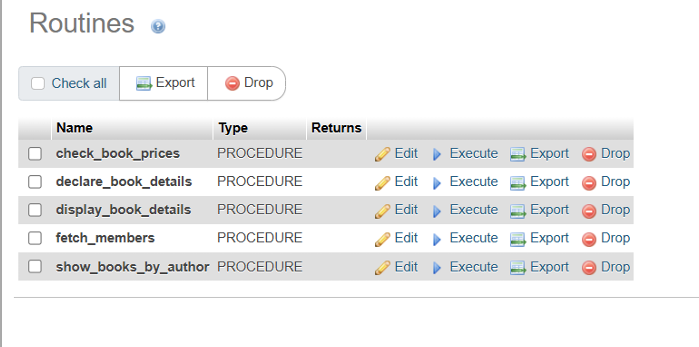 Routines
Check all Export Drop
Name Type Returns
check_book_prices PROCEDURE Edit Execute Export Drop
declare_book_details PROCEDURE Edit Execute Export Drop
display_book_details PROCEDURE Edit Execute Export Drop
fetch_members PROCEDURE Edit Execute Export Drop
show_books_by_author PROCEDURE Edit Execute Export Drop